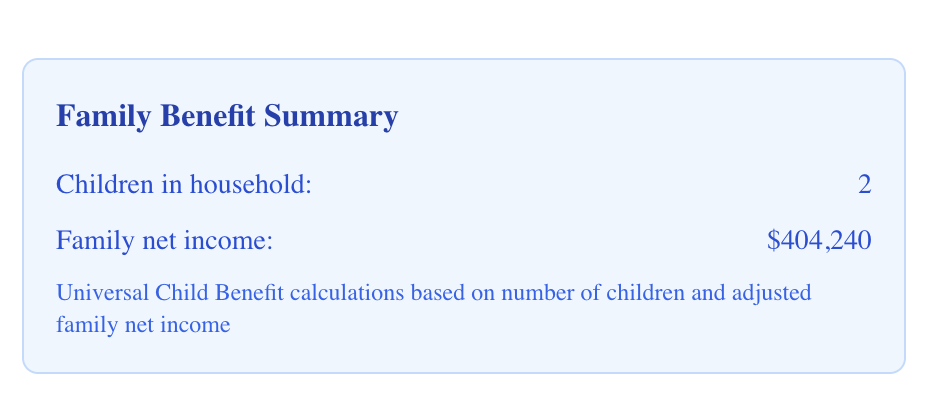 Family Benefit Summary
Children in household: 2
Family net income: $404,240
Universal Child Benefit calculations based on number of children and adjusted
family net income